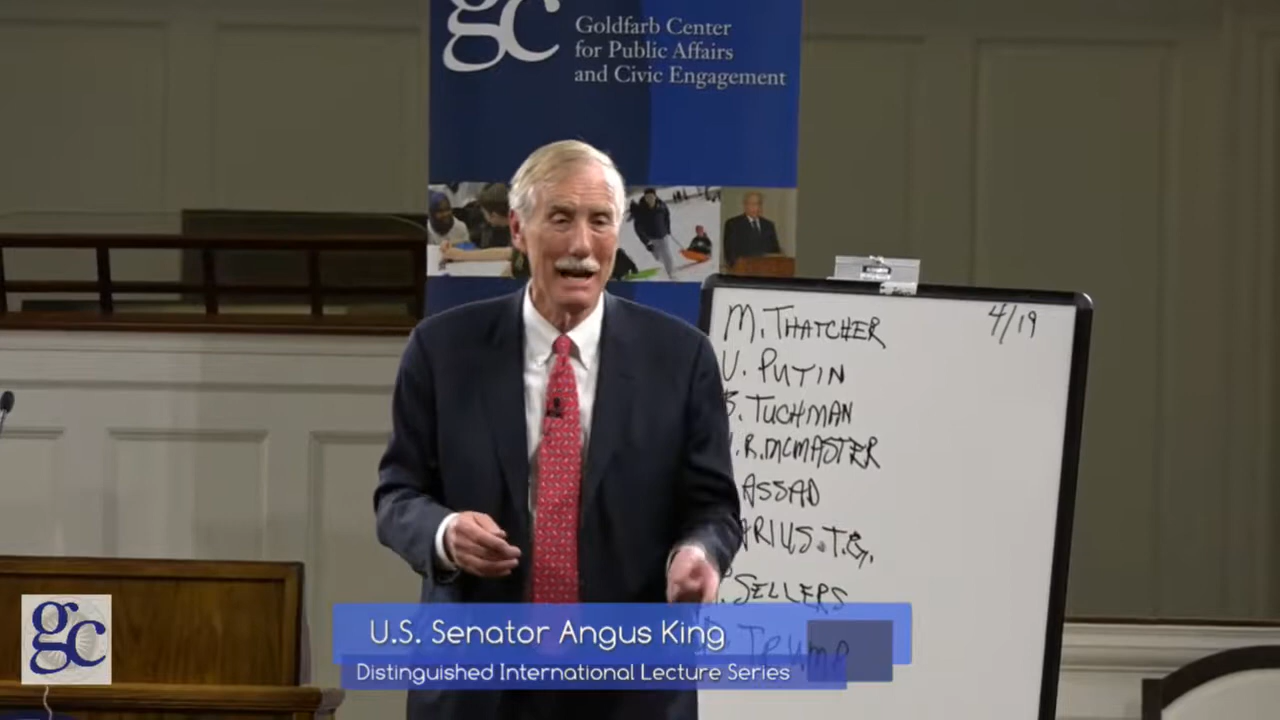 gc
Goldfarb Center
for Public Affairs
and Civic Engagement
M. THATCHER
4/19
V. PUTIN
B. TUCHMAN
.R. MCMASTER
ASSAD
ARIUS.T.G.
. SELLERS
TRUMP
U.S. Senator Angus King
Distinguished International Lecture Series
gc